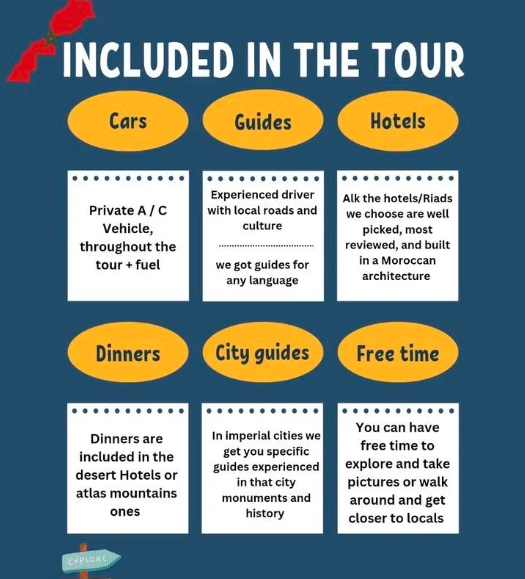 INCLUDED IN THE TOUR
Cars
Guides
Hotels
Private A / C
Vehicle,
throughout the
tour + fuel
Experienced driver
with local roads and
culture
we got guides for
any language
Alk the hotels/Riads
we choose are well
picked, most
reviewed, and built
in a Moroccan
architecture
Dinners
City guides
Free time
Dinners are
included in the
desert Hotels or
atlas mountains
ones
In imperial cities we
get you specific
guides experienced
in that city
monuments and
history
You can have
free time to
explore and take
pictures or walk
around and get
closer to locals
EXPLORE